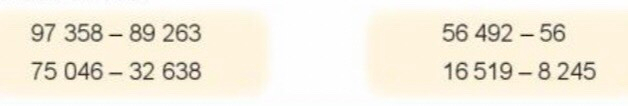 97 358 – 89 263
75 046 – 32 638
56 492 – 56
16 519 – 8 245